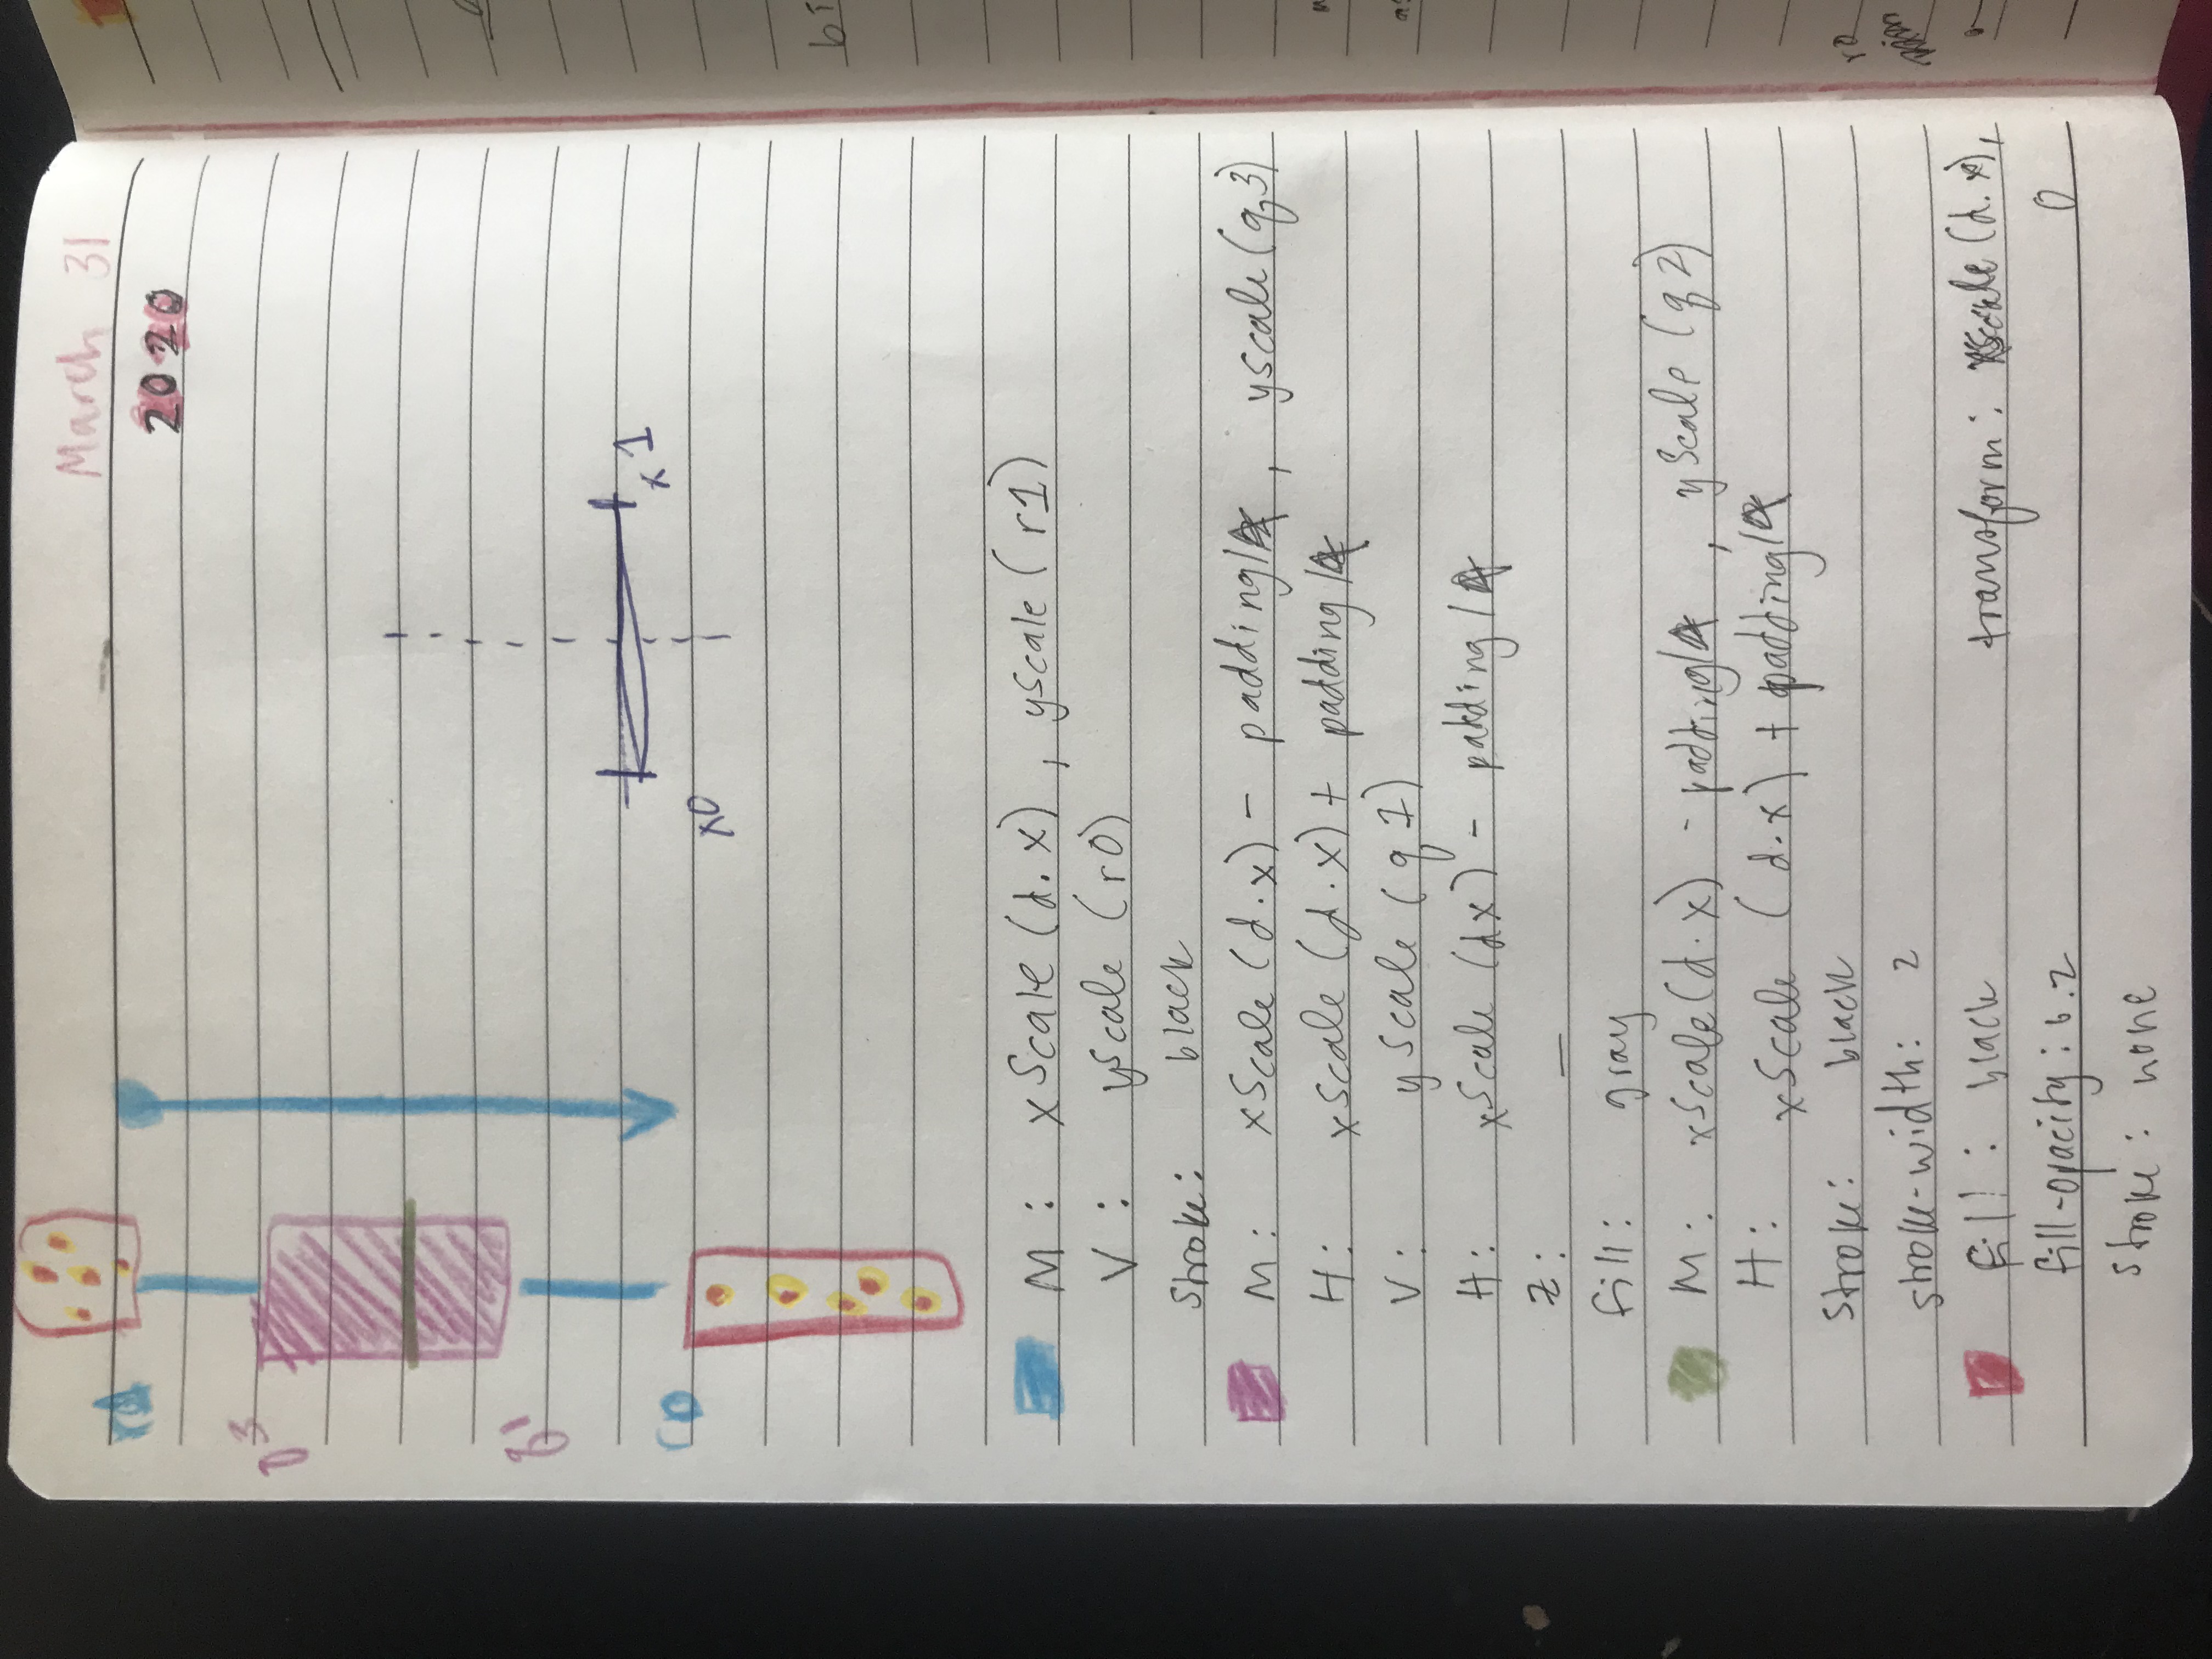 March 31
2020
r1
q3
q1
r0
x0
x1
M: xScale(d.x), yscale(r1)
V: yscale(r0)
stroke: black
M: xScale(d.x) - padding/4, yscale(q3)
H: xScale(d.x) + padding/4
V: yscale(q1)
H: xScale(dx) - padding/4
Z: —
fill: gray
M: xScale(d.x) - padding/4, yscale(q2)
H: xScale(d.x) + padding/4
stroke: black
stroke-width: 2
fill: black
transform: xscale(d.x),
0
fill-opacity: 0.2
stroke: none
bi
r0